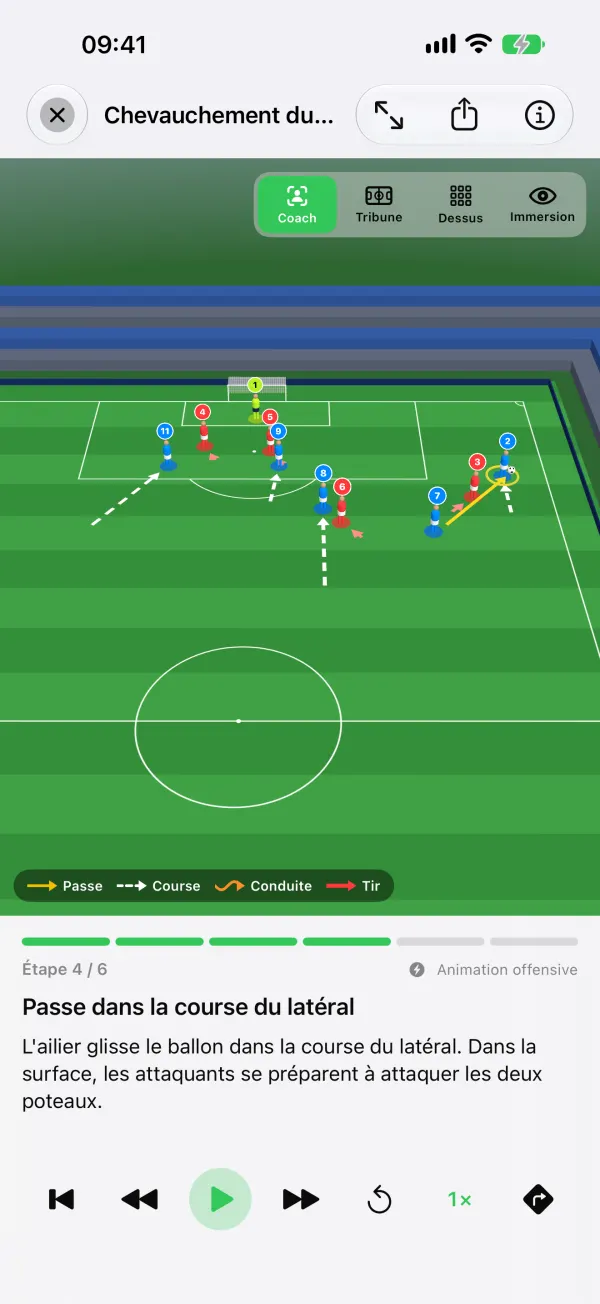 09:41
Chevauchement du...
Coach
Tribune
Dessus
Immersion
1
4
5
11
9
2
8
3
6
7
Passe
Course
Conduite
Tir
Étape 4 / 6
Animation offensive
Passe dans la course du latéral
L'ailier glisse le ballon dans la course du latéral. Dans la
surface, les attaquants se préparent à attaquer les deux
poteaux.
1×